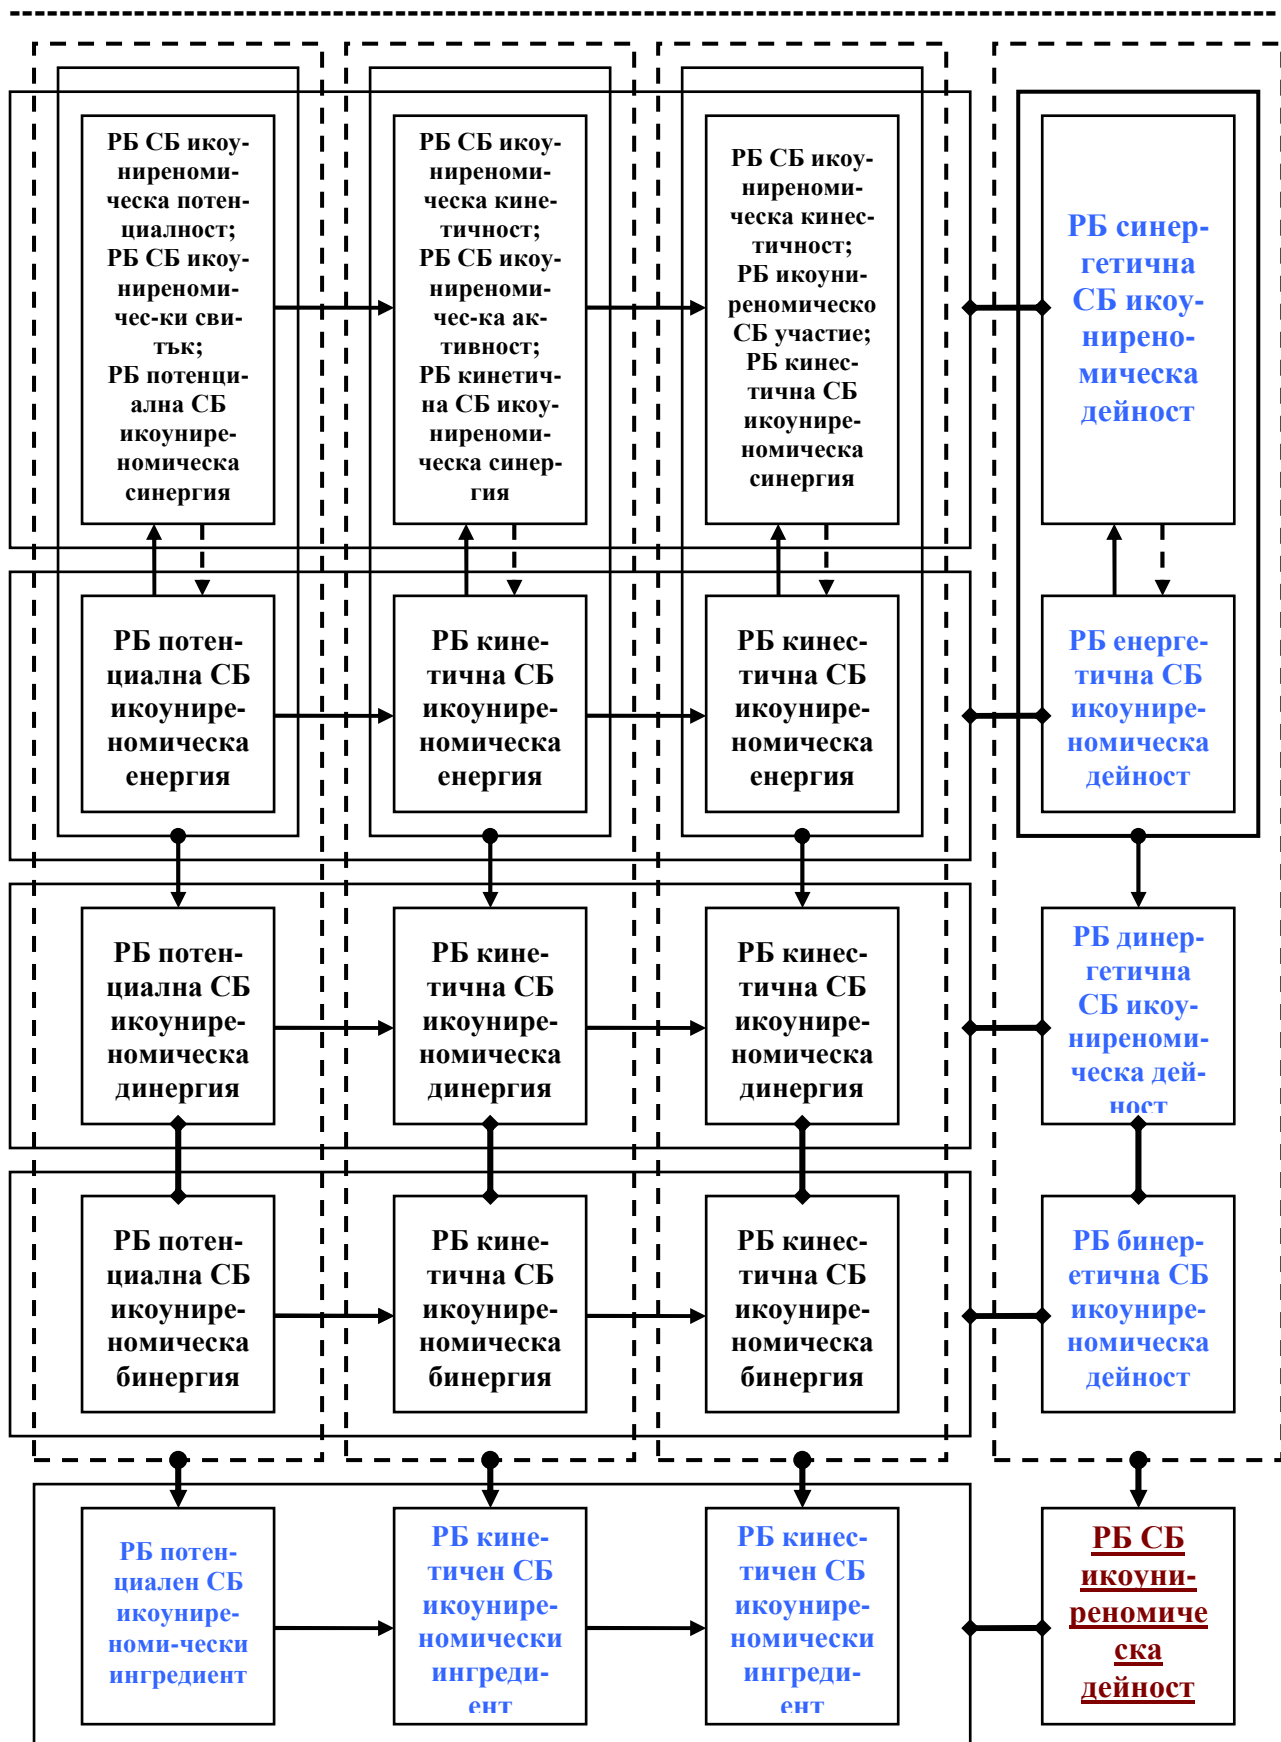 РБ СБ икоу-
ниреноми-
ческа потен-
циалност;
РБ СБ икоу-
ниреноми-
чес-ки сви-
тък;
РБ потенци-
ална СБ
икоунире-
номическа
синергия
РБ СБ икоу-
ниреноми-
ческа кине-
тичност;
РБ СБ икоу-
ниреноми-
чес-ка ак-
тивност;
РБ кинетич-
на СБ икоу-
ниреноми-
ческа синер-
гия
РБ СБ икоу-
ниреноми-
ческа кинес-
тичност;
РБ икоуни-
реномическо
СБ участие;
РБ кинес-
тична СБ
икоунире-
номическа
синергия
РБ синер-
гетична
СБ икоу-
нирено-
мическа
дейност
РБ потен-
циална СБ
икоунире-
номическа
енергия
РБ кине-
тична СБ
икоунире-
номическа
енергия
РБ кинес-
тична СБ
икоунире-
номическа
енергия
РБ енерге-
тична СБ
икоунире-
номическа
дейност
РБ потен-
циална СБ
икоунире-
номическа
динергия
РБ кине-
тична СБ
икоунире-
номическа
динергия
РБ кинес-
тична СБ
икоунире-
номическа
динергия
РБ динер-
гетична
СБ икоу-
ниреноми-
ческа дей-
ност
РБ потен-
циална СБ
икоунире-
номическа
бинергия
РБ кине-
тична СБ
икоунире-
номическа
бинергия
РБ кинес-
тична СБ
икоунире-
номическа
бинергия
РБ бинер-
етична СБ
икоунире-
номическа
дейност
РБ потен-
циален СБ
икоунире-
номи-чески
ингредиент
РБ кине-
тичен СБ
икоунире-
номически
ингреди-
ент
РБ кинес-
тичен СБ
икоунире-
номически
ингреди-
ент
РБ СБ
икоуни-
реномиче
ска
дейност